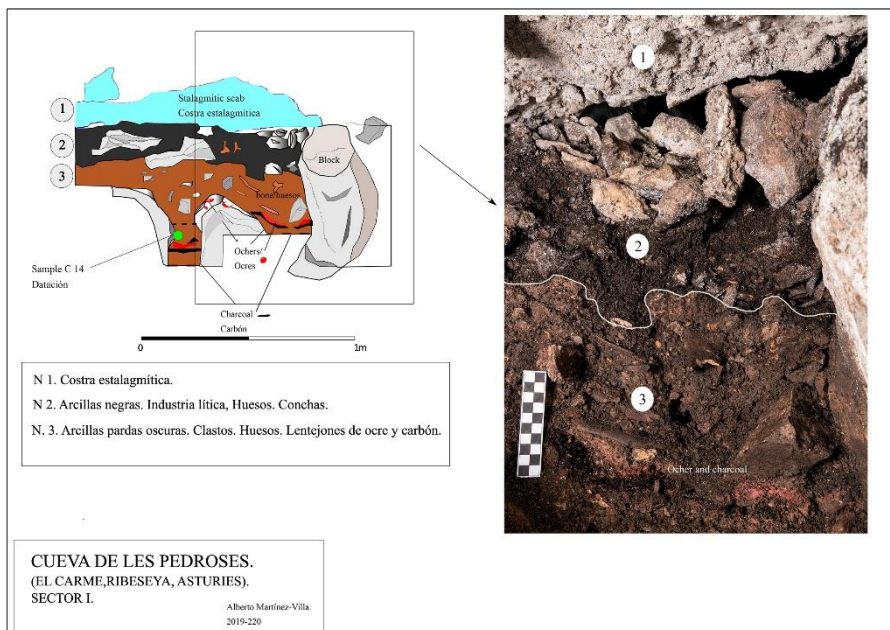 1
Stalagmitic scab
Costra estalagmítica
2
3
Block
bone/huesos
Ochers/
Ocres
Sample C 14
Datación
Charcoal
Carbón
0
1m
N 1. Costra estalagmítica.
N 2. Arcillas negras. Industria lítica, Huesos. Conchas.
N. 3. Arcillas pardas oscuras. Clastos. Huesos. Lentejones de ocre y carbón.
CUEVA DE LES PEDROSES.
(EL CARME,RIBESEYA, ASTURIES).
SECTOR I.
Alberto Martínez-Villa.
2019-220
1
2
3
Ocher and charcoal